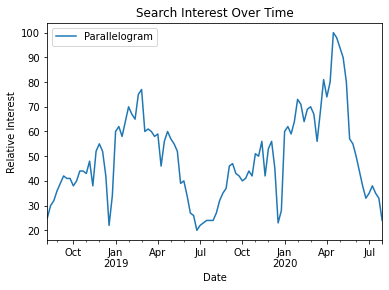 Search Interest Over Time
Parallelogram
Relative Interest
100
90
80
70
60
50
40
30
20
Oct
Jan
2019
Apr
Jul
Oct
Jan
2020
Apr
Jul
Date